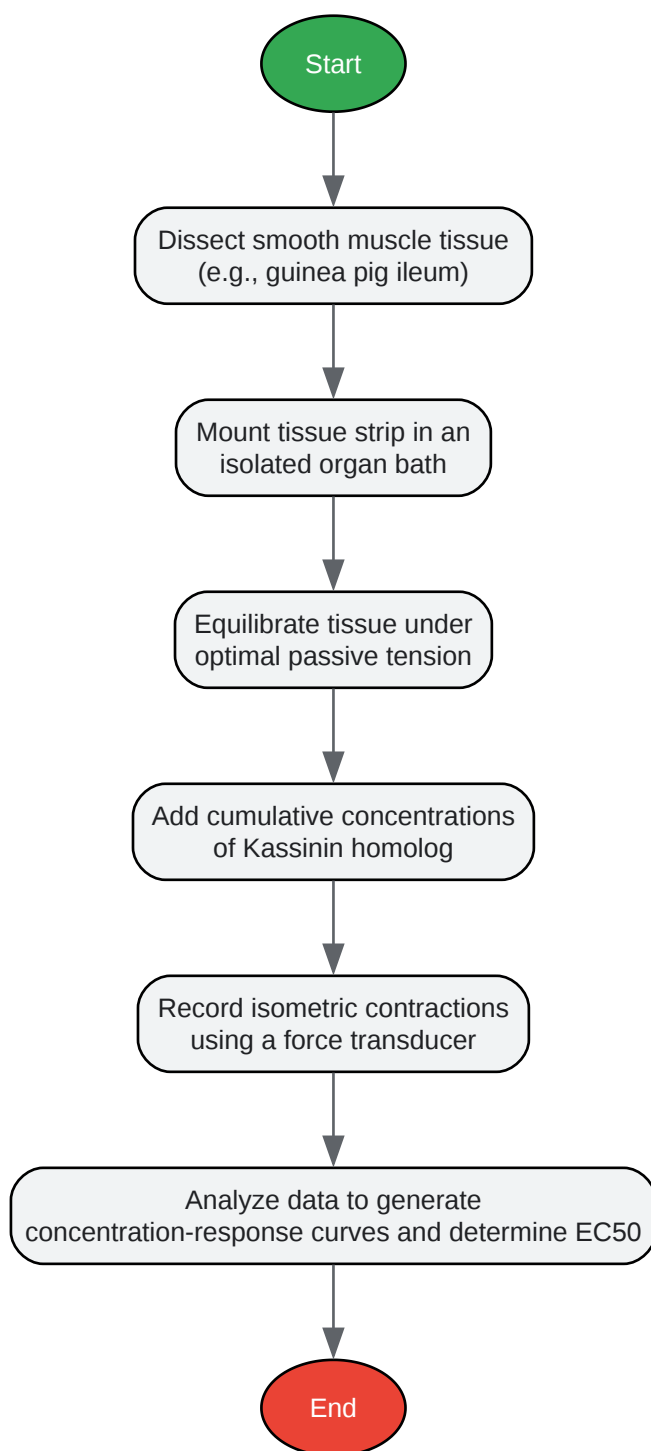 Start
Dissect smooth muscle tissue
(e.g., guinea pig ileum)
Mount tissue strip in an
isolated organ bath
Equilibrate tissue under
optimal passive tension
Add cumulative concentrations
of Kassinin homolog
Record isometric contractions
using a force transducer
Analyze data to generate
concentration-response curves and determine EC50
End